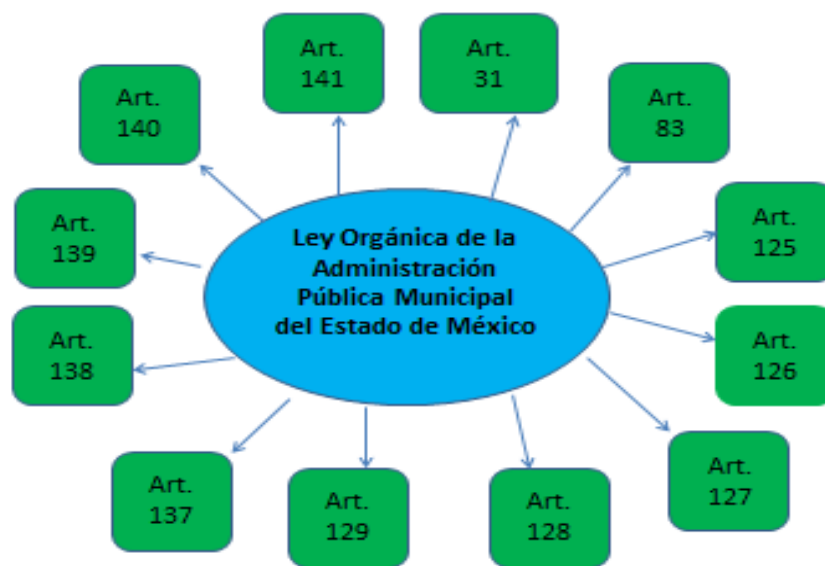 Art.
141
Art.
31
Art.
140
Art.
83
Art.
139
Ley Orgánica de la
Administración
Pública Municipal
del Estado de México
Art.
125
Art.
138
Art.
126
Art.
137
Art.
129
Art.
128
Art.
127